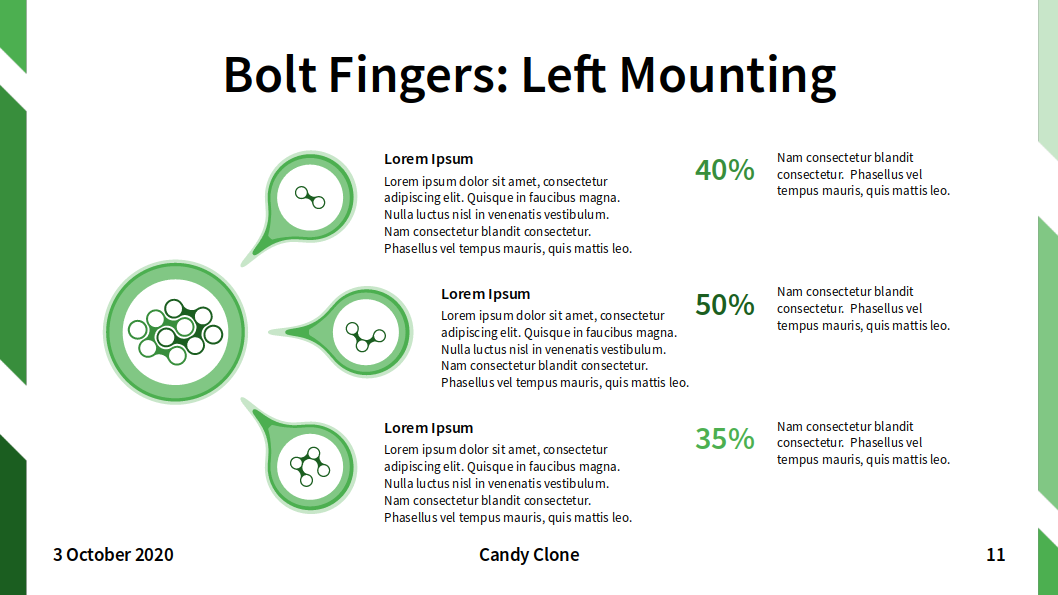 Bolt Fingers: Left Mounting
Lorem Ipsum
Lorem ipsum dolor sit amet, consectetur
adipiscing elit. Quisque in faucibus magna.
Nulla luctus nisl in venenatis vestibulum.
Nam consectetur blandit consectetur.
Phasellus vel tempus mauris, quis mattis leo.
40%
Nam consectetur blandit
consectetur.  Phasellus vel
tempus mauris, quis mattis leo.
Lorem Ipsum
Lorem ipsum dolor sit amet, consectetur
adipiscing elit. Quisque in faucibus magna.
Nulla luctus nisl in venenatis vestibulum.
Nam consectetur blandit consectetur.
Phasellus vel tempus mauris, quis mattis leo.
50%
Nam consectetur blandit
consectetur.  Phasellus vel
tempus mauris, quis mattis leo.
Lorem Ipsum
Lorem ipsum dolor sit amet, consectetur
adipiscing elit. Quisque in faucibus magna.
Nulla luctus nisl in venenatis vestibulum.
Nam consectetur blandit consectetur.
Phasellus vel tempus mauris, quis mattis leo.
35%
Nam consectetur blandit
consectetur.  Phasellus vel
tempus mauris, quis mattis leo.
3 October 2020
Candy Clone
11